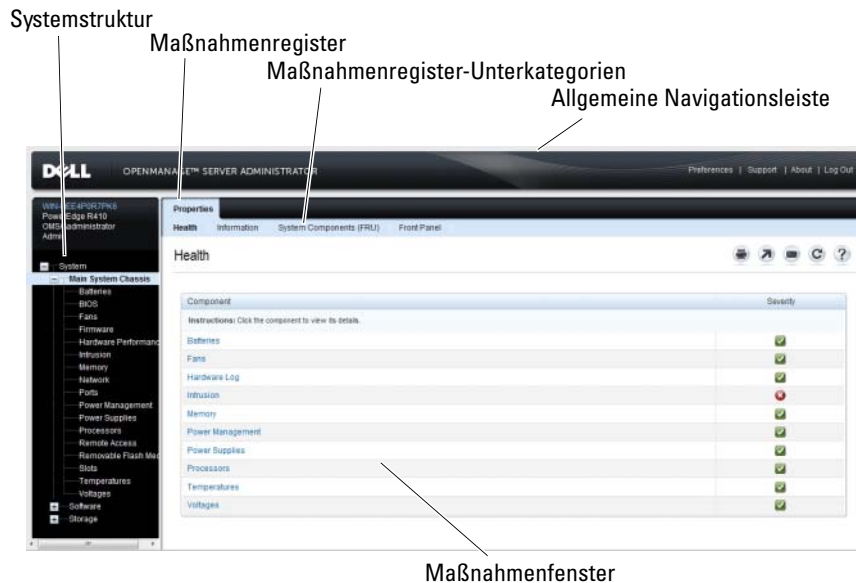 Systemstruktur
Maßnahmenregister
Maßnahmenregister-Unterkategorien
Allgemeine Navigationsleiste
DELL OPENMANAGE™ SERVER ADMINISTRATOR
Preferences | Support | About | Log Out
PowerEdge R410
Properties
Health Information System Components (FRU) Front Panel
Health
System
Main System Chassis
Batteries
BIOS
Fans
Firmware
Hardware Performanc
Intrusion
Memory
Network
Ports
Power Management
Power Supplies
Processors
Remote Access
Removable Flash Med
Slots
Temperatures
Voltages
Software
Storage
Component Severity
Instructions: Click the component to view its details.
Batteries
Fans
Hardware Log
Intrusion
Memory
Power Management
Power Supplies
Processors
Temperatures
Voltages
Maßnahmenfenster